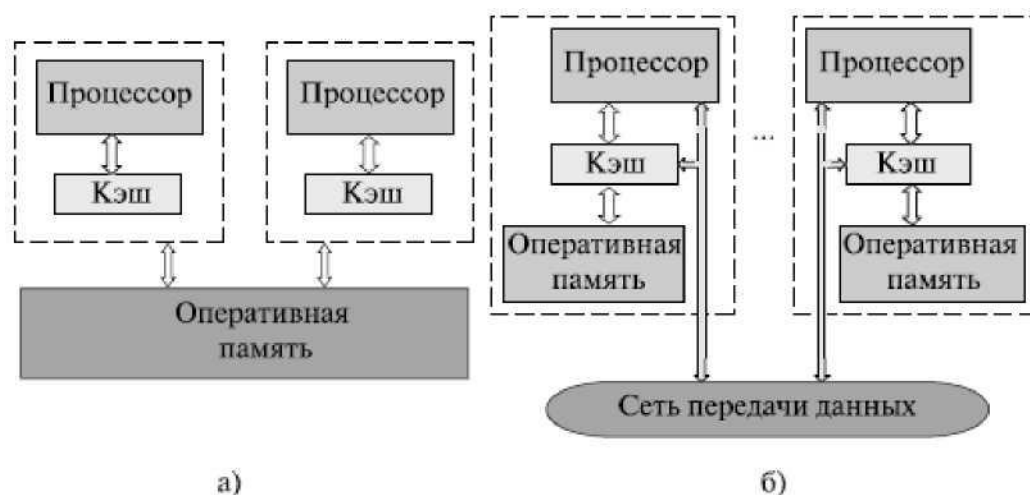 Процессор
Кэш
Процессор
Кэш
Оперативная
память
а)
Процессор
Кэш
Оперативная
память
...
Процессор
Кэш
Оперативная
память
Сеть передачи данных
б)